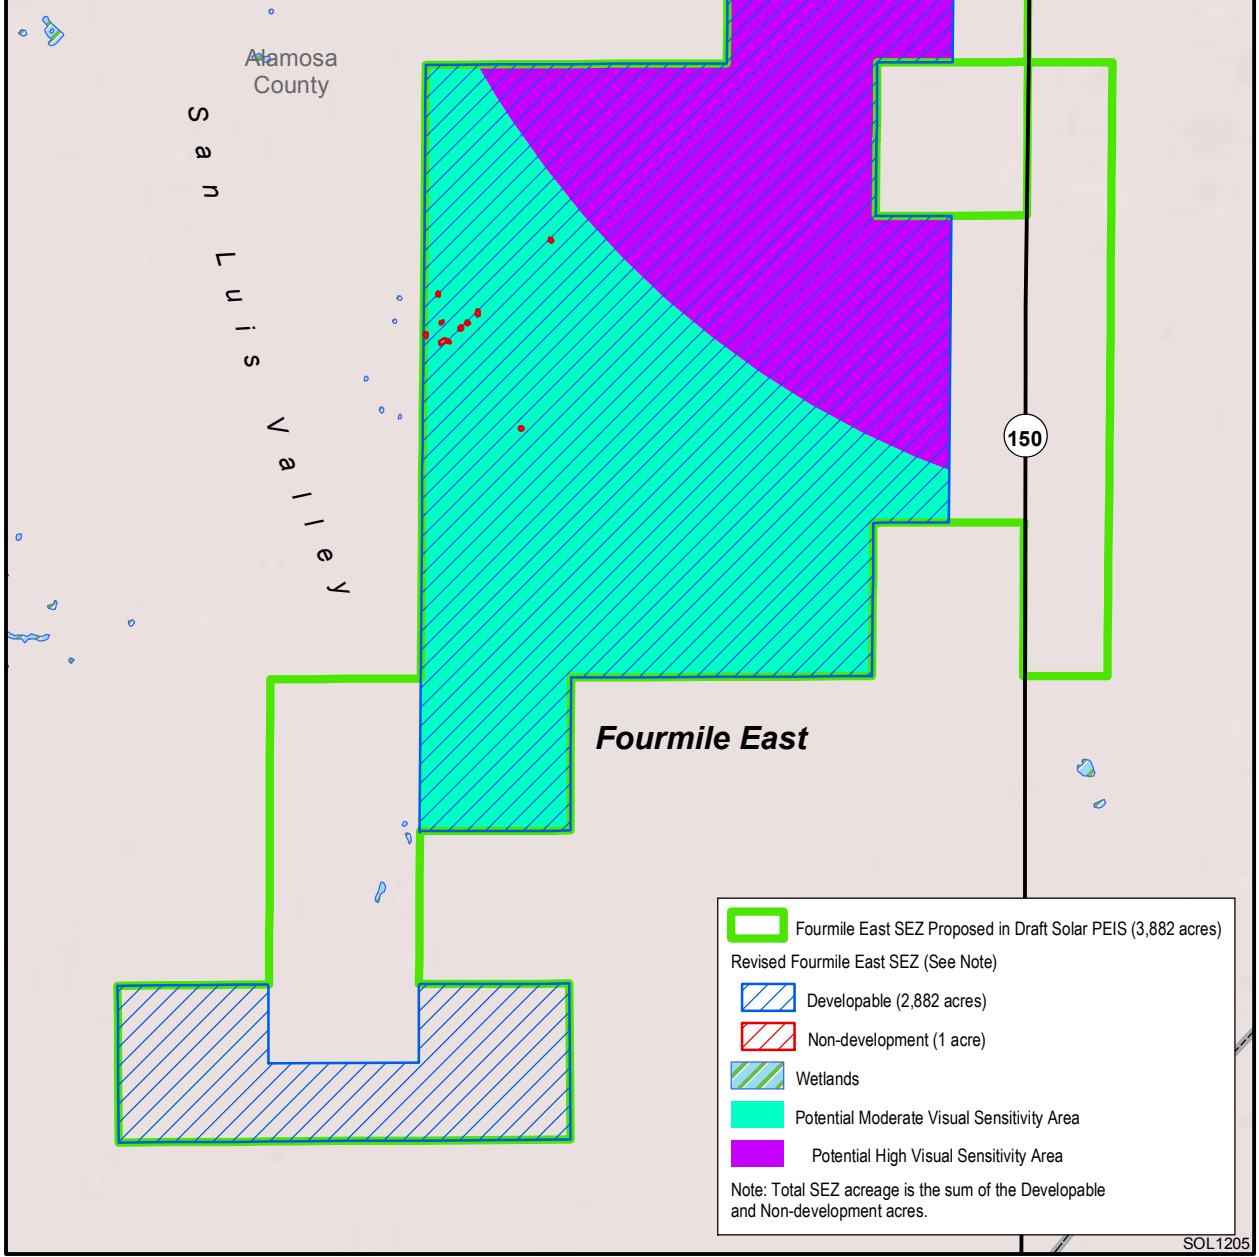 Alamosa
County
San Luis Valley
150
Fourmile East
Fourmile East SEZ Proposed in Draft Solar PEIS (3,882 acres)
Revised Fourmile East SEZ (See Note)
Developable (2,882 acres)
Non-development (1 acre)
Wetlands
Potential Moderate Visual Sensitivity Area
Potential High Visual Sensitivity Area
Note: Total SEZ acreage is the sum of the Developable
and Non-development acres.
SOL1205